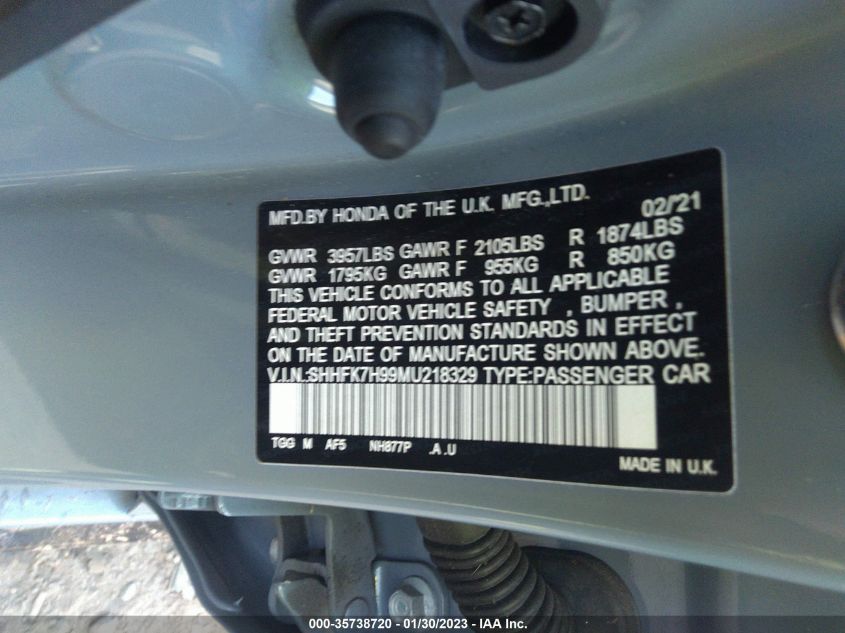 MFD.BY HONDA OF THE U.K. MFG.,LTD. 02/'21
GVWR 3957LBS GAWR F 2105LBS R 1874LBS
GVWR 1795KG GAWR F 955KG R 850KG
THIS VEHICLE CONFORMS TO ALL APPLICABLE
FEDERAL MOTOR VEHICLE SAFETY , BUMPER ,
AND THEFT PREVENTION STANDARDS IN EFFECT
ON THE DATE OF MANUFACTURE SHOWN ABOVE.
V.I.N.:SHHFK7H99MU218329 TYPE:PASSENGER CAR
TGG M AF5 NH877P .A .U
MADE IN U.K.
000-35738720 — 01/30/2023 - IAA Inc.